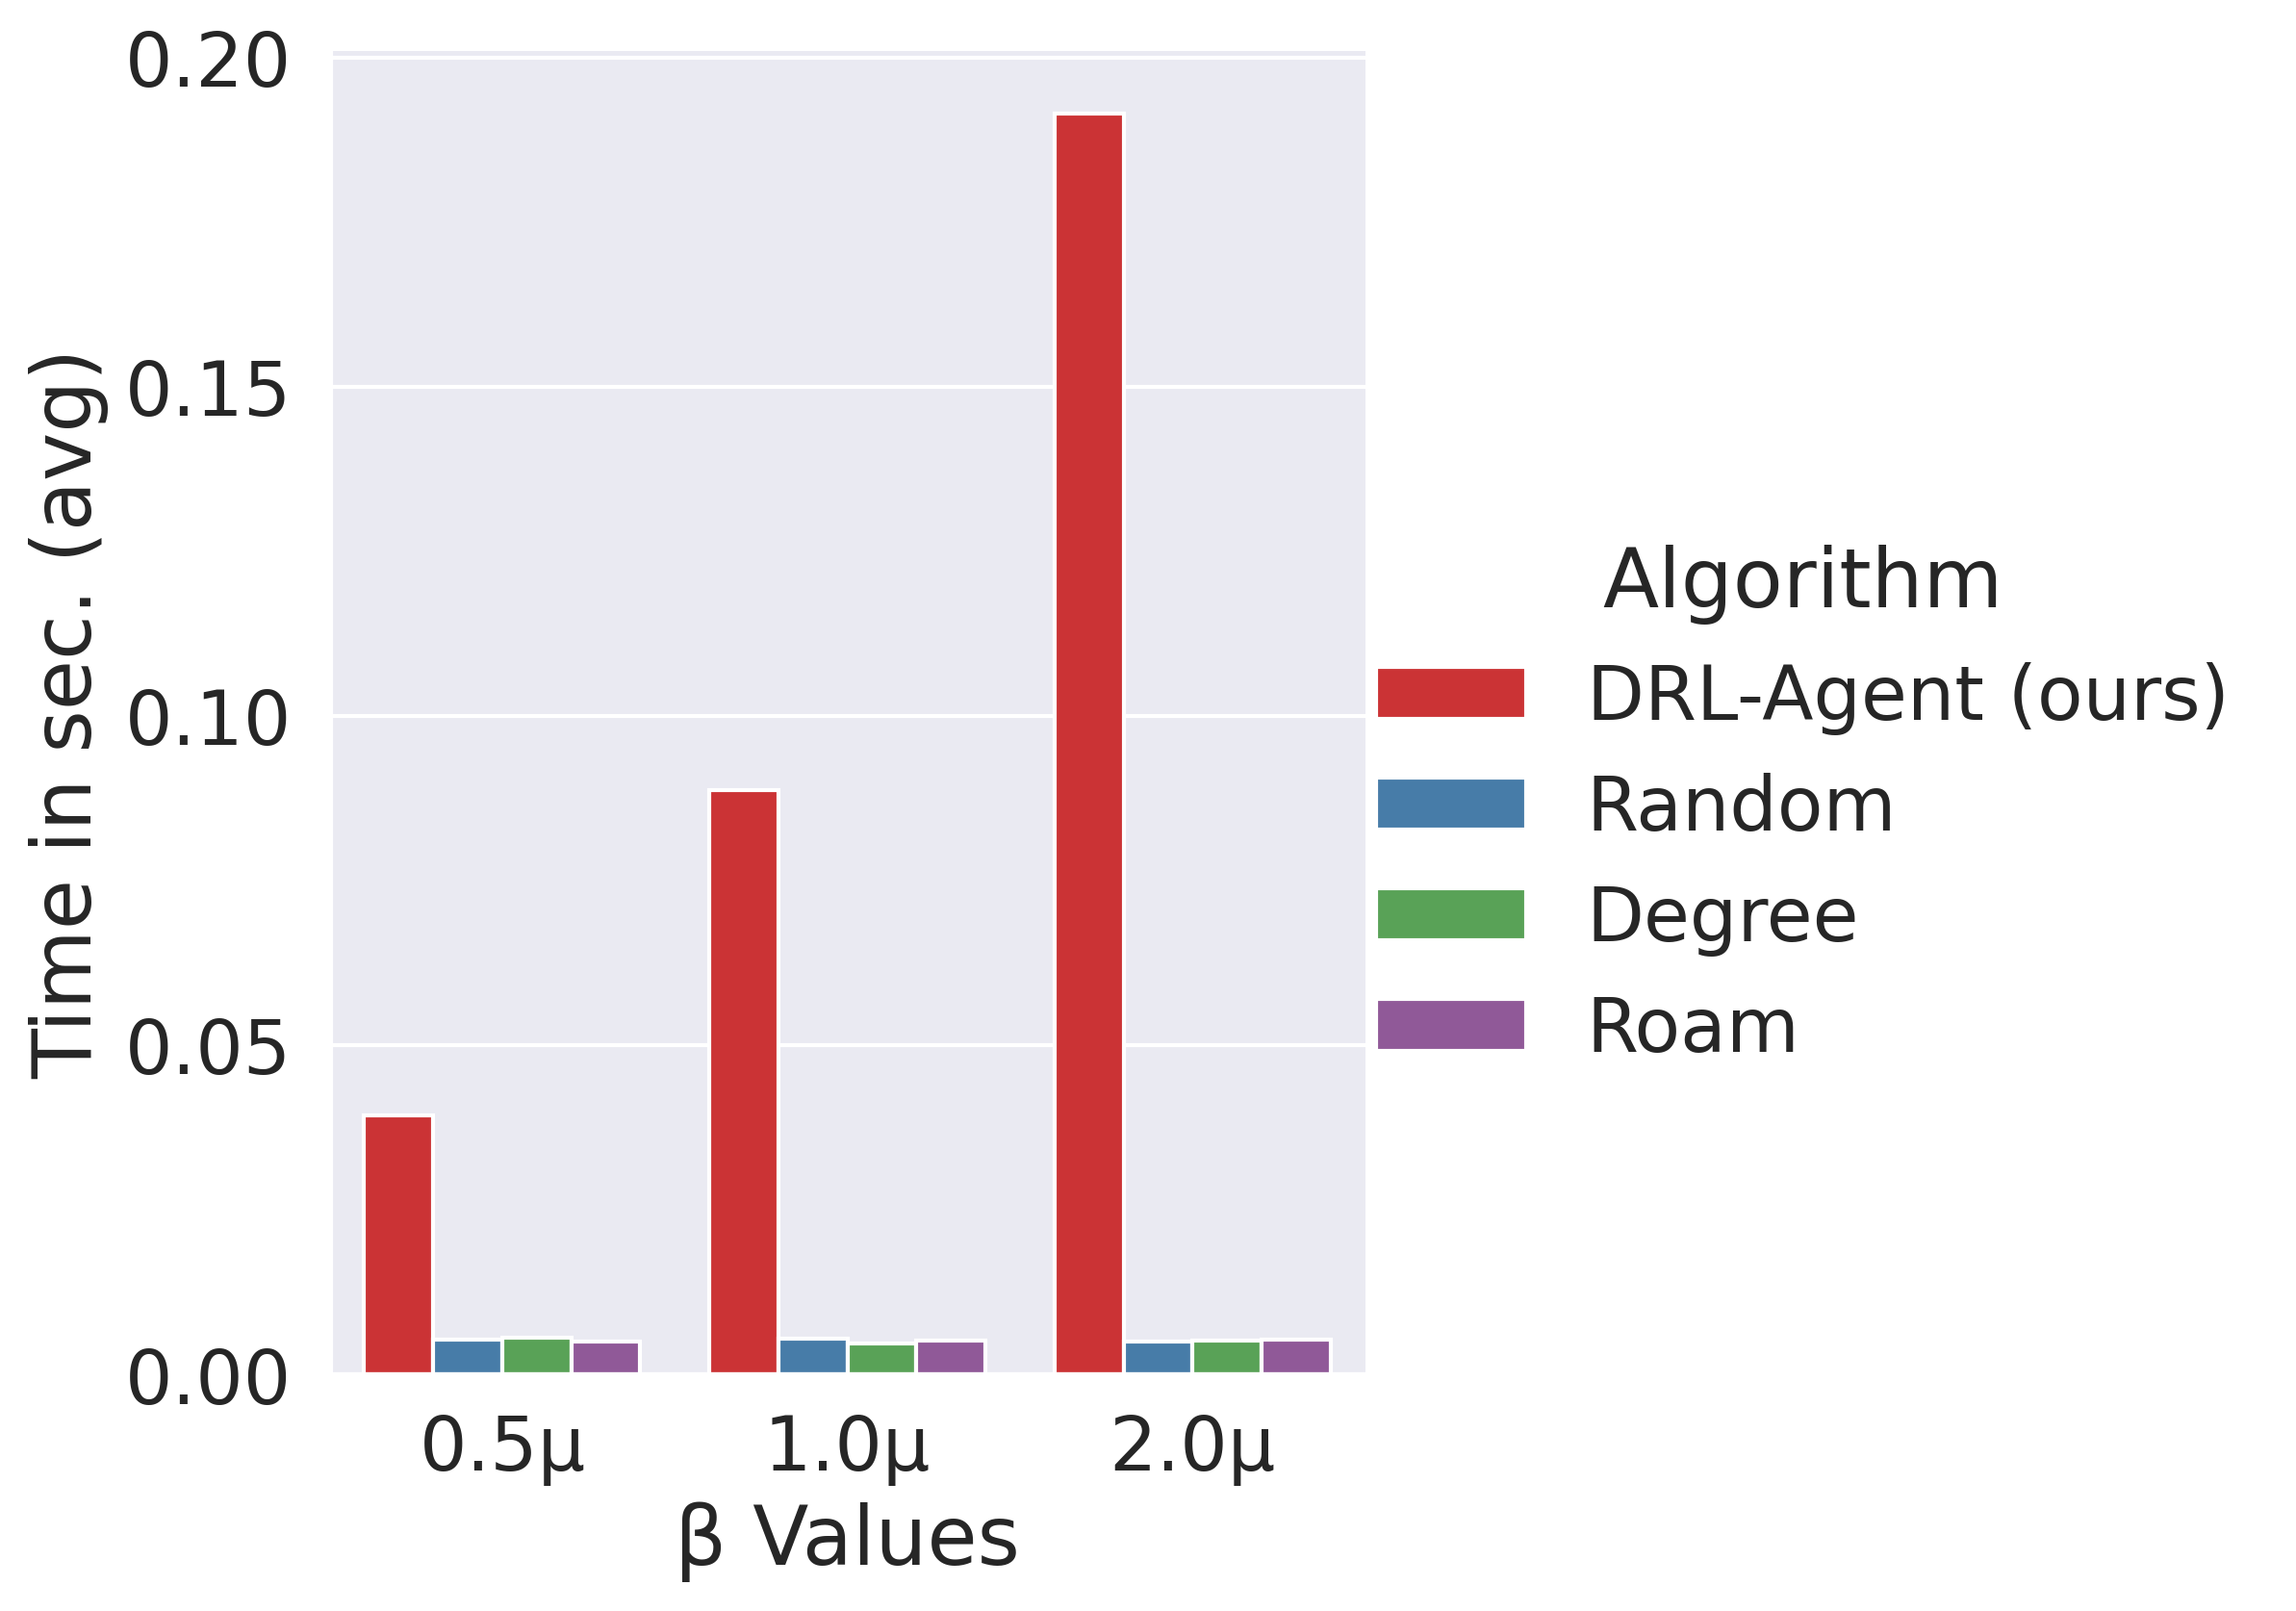 Time in sec. (avg)
0.20
0.15
0.10
0.05
0.00
0.5μ
1.0μ
2.0μ
β Values
Algorithm
DRL-Agent (ours)
Random
Degree
Roam